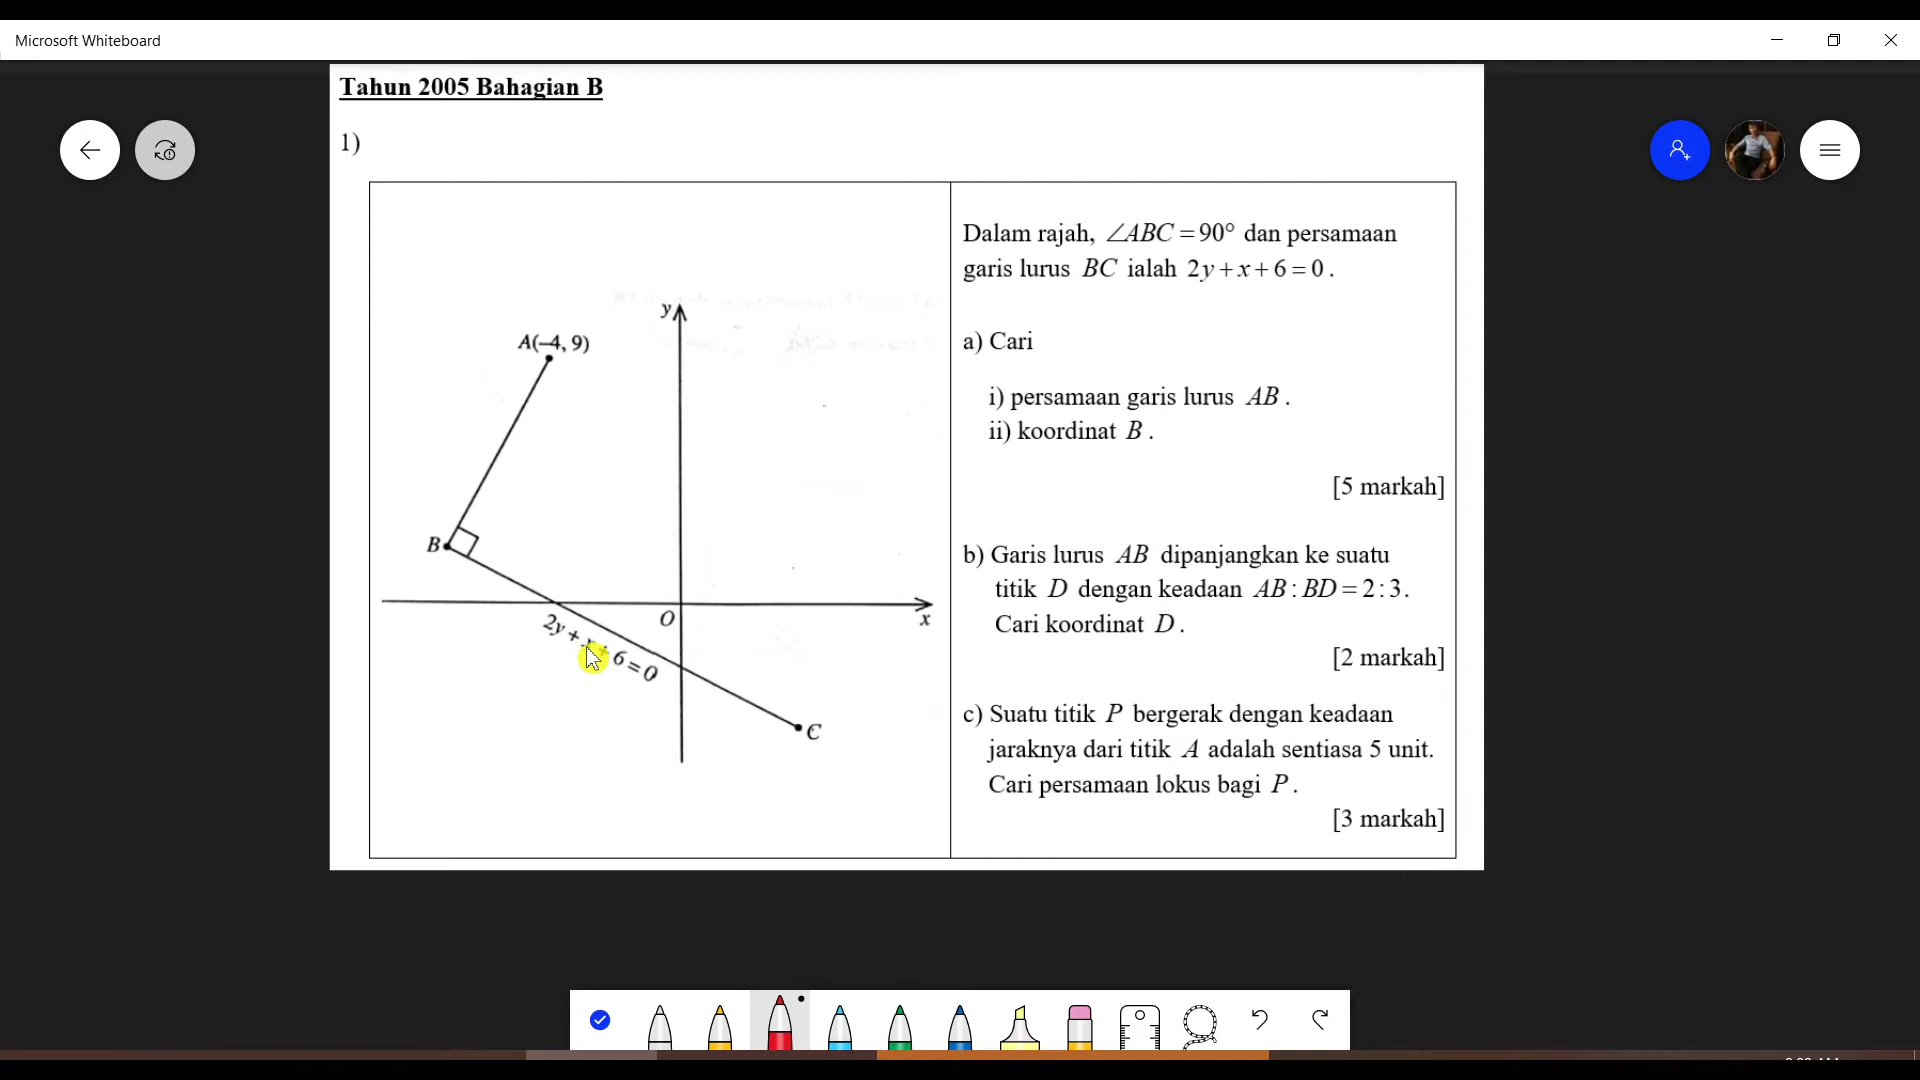 Microsoft Whiteboard
Tahun 2005 Bahagian B
1)
y
A(–4, 9)
B
O
x
2y + x + 6 = 0
C
Dalam rajah, ∠ABC = 90° dan persamaan
garis lurus BC ialah 2y + x + 6 = 0.
a) Cari
i) persamaan garis lurus AB.
ii) koordinat B.
[5 markah]
b) Garis lurus AB dipanjangkan ke suatu
titik D dengan keadaan AB : BD = 2 : 3.
Cari koordinat D.
[2 markah]
c) Suatu titik P bergerak dengan keadaan
jaraknya dari titik A adalah sentiasa 5 unit.
Cari persamaan lokus bagi P.
[3 markah]